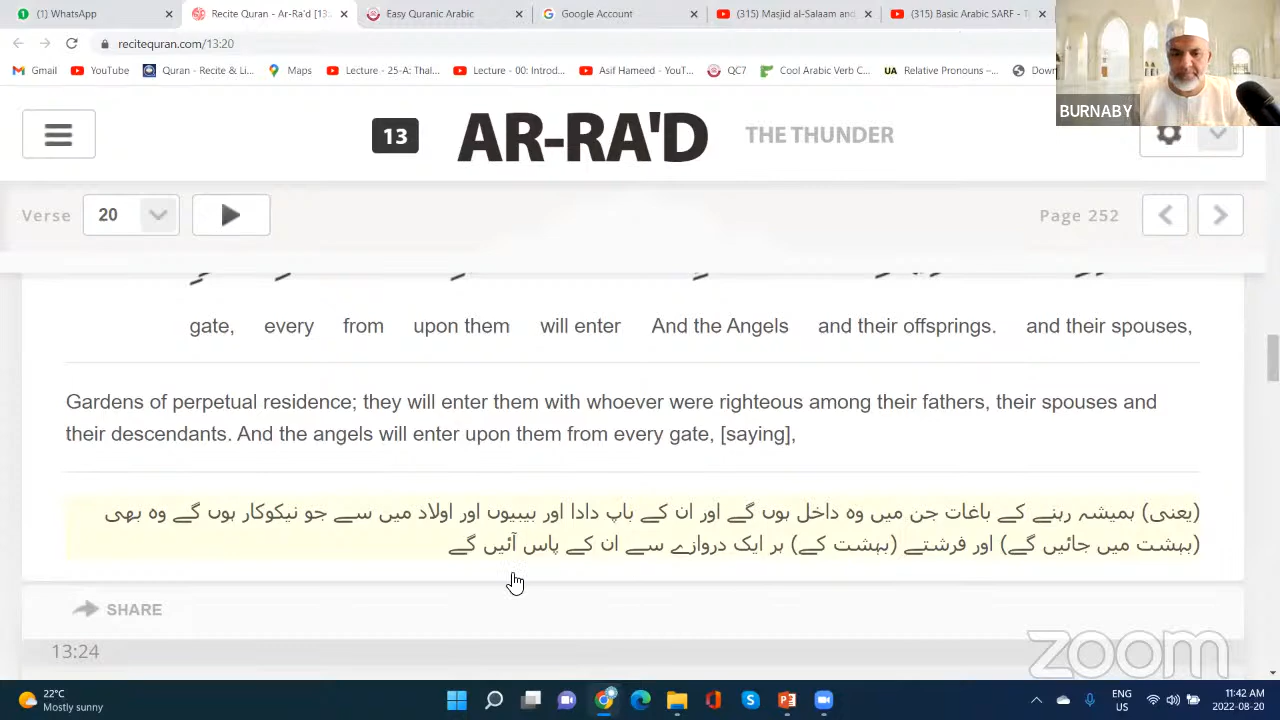 (1) WhatsApp
Recite Quran - Ar-Ra'd [13:
Easy Quranic Arabic
Google Account
(315) Masjid al-Salaam and
(315) Basic Arabic SARF - T
recitequran.com/13:20
Gmail
YouTube
Quran - Recite & Li...
Maps
Lecture - 25-A: Thal...
Lecture - 00: Introd...
Asif Hameed - YouT...
QC7
Cool Arabic Verb C...
UA Relative Pronouns –...
Down
BURNABY
13 AR-RA'D THE THUNDER
Verse 20
Page 252
gate, every from upon them will enter And the Angels and their offsprings. and their spouses,
Gardens of perpetual residence; they will enter them with whoever were righteous among their fathers, their spouses and
their descendants. And the angels will enter upon them from every gate, [saying],
(یعنی) ہمیشہ رہنے کے باغات جن میں وہ داخل ہوں گے اور ان کے باپ دادا اور بیبیوں اور اولاد میں سے جو نیکوکار ہوں گے وہ بھی
(بہشت میں جائیں گے) اور فرشتے (بہشت کے) ہر ایک دروازے سے ان کے پاس آئیں گے
SHARE
13:24
zoom
22°C
Mostly sunny
ENG
US
11:42 AM
2022-08-20